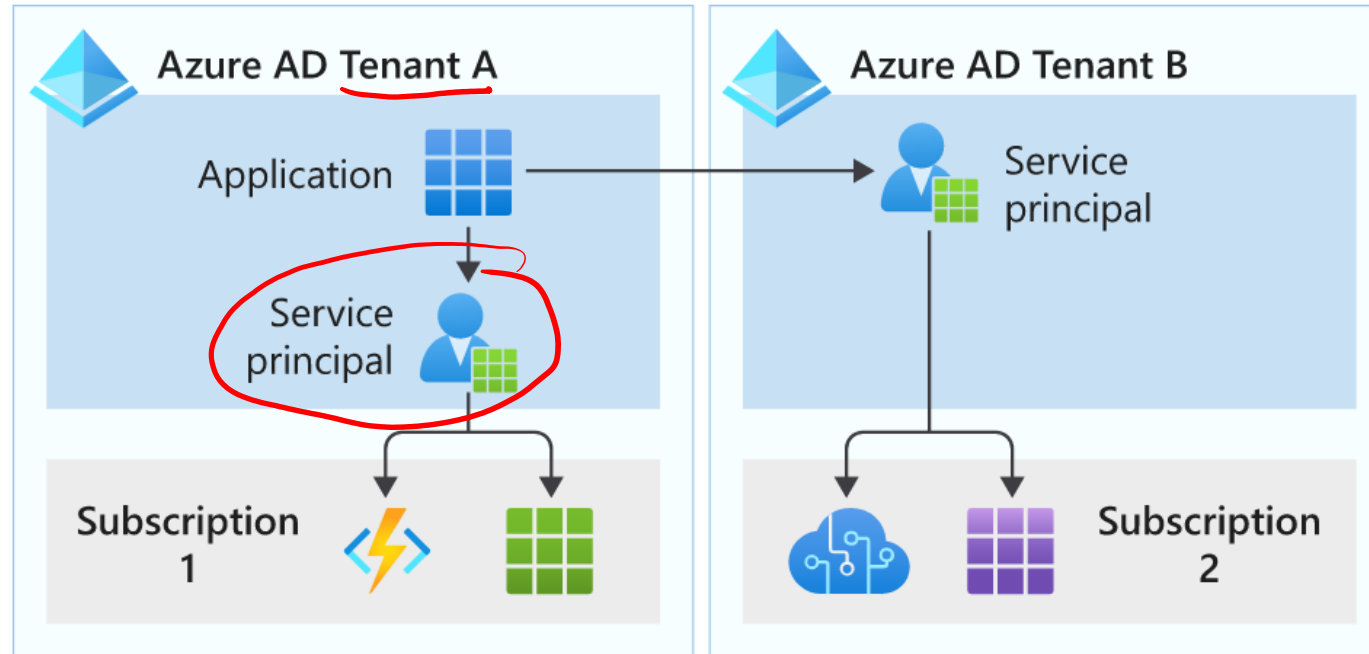 Azure AD Tenant A
Application
Service
principal
Subscription
1
Azure AD Tenant B
Service
principal
Subscription
2